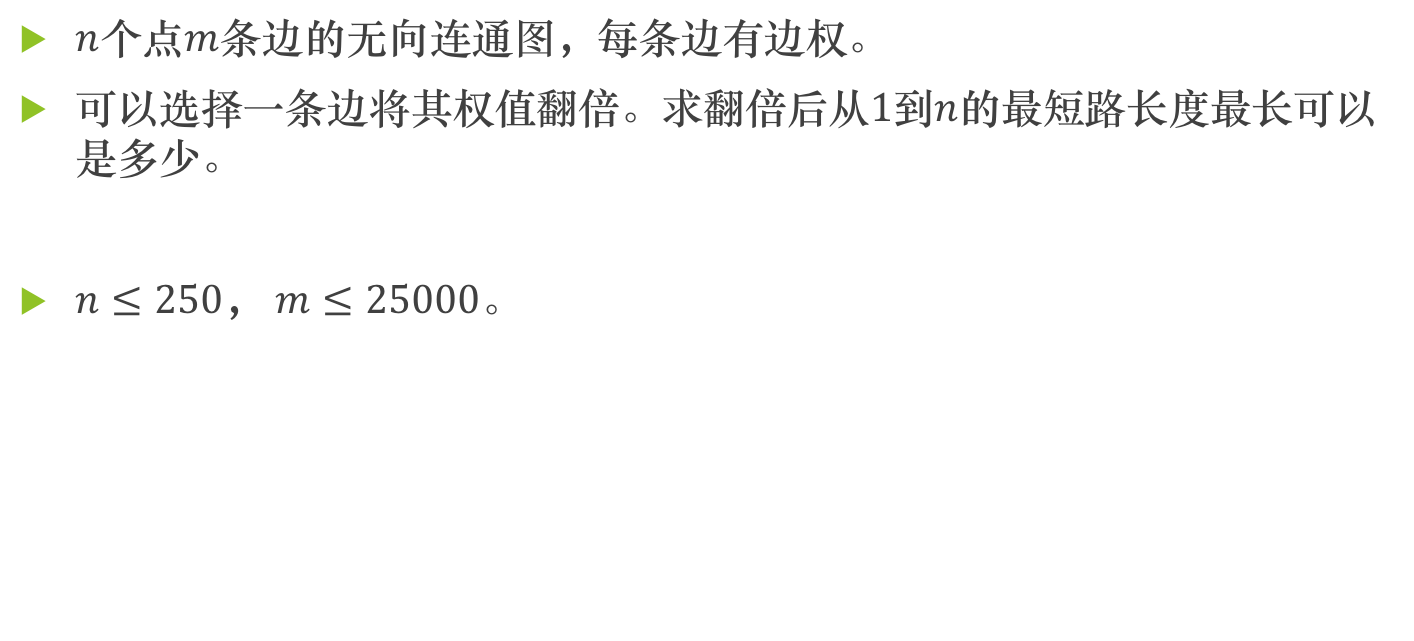 n个点m条边的无向连通图，每条边有边权。
可以选择一条边将其权值翻倍。求翻倍后从1到n的最短路长度最长可以
是多少。
n ≤ 250， m ≤ 25000。